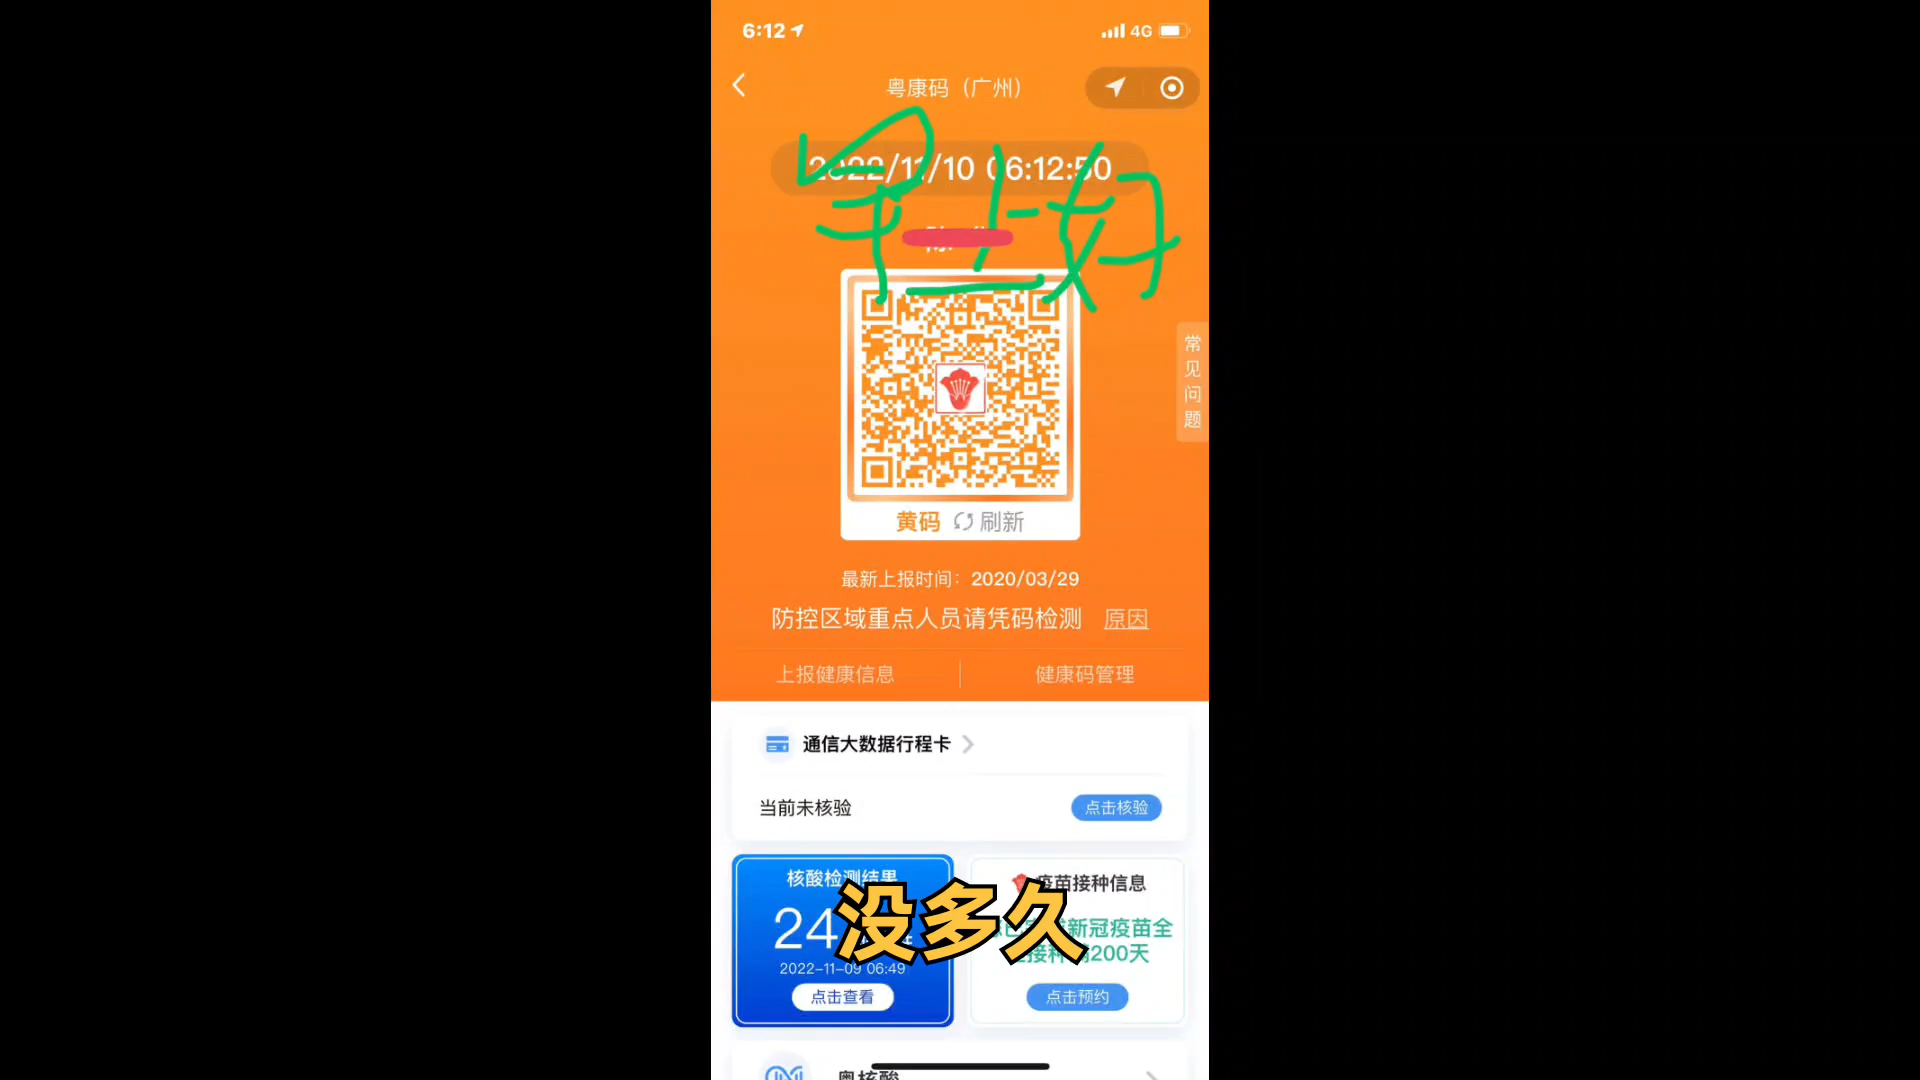 6:12
4G
粤康码（广州）
2022/11/10 06:12:50
早上好
常见问题
黄码 刷新
最新上报时间：2020/03/29
防控区域重点人员请凭码检测 原因
上报健康信息 健康码管理
通信大数据行程卡
当前未核验 点击核验
核酸检测结果
24
2022-11-09 06:49
点击查看
疫苗接种信息
新冠疫苗全
200天
点击预约
没多久
粤核酸